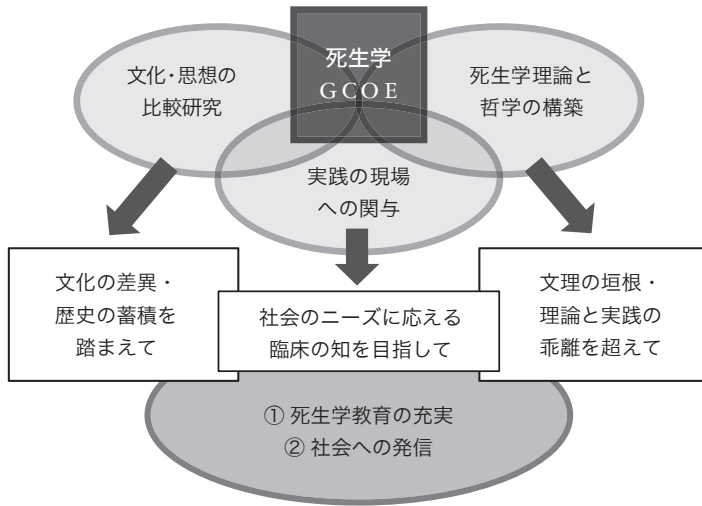 死生学
GCOE
文化・思想の
比較研究
死生学理論と
哲学の構築
実践の現場
への関与
文化の差異・
歴史の蓄積を
踏まえて
社会のニーズに応える
臨床の知を目指して
文理の垣根・
理論と実践の
乖離を超えて
① 死生学教育の充実
② 社会への発信